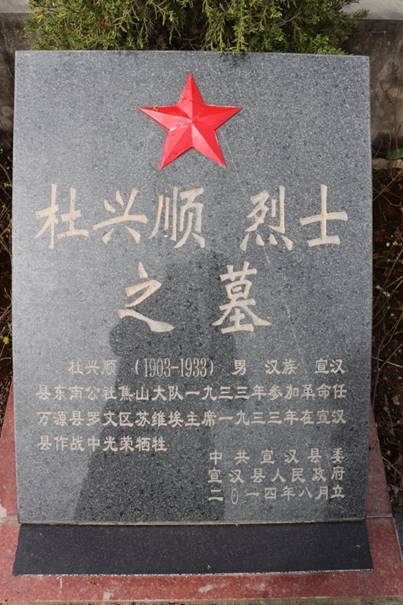 杜兴顺 烈士
之墓
杜兴顺 (1903-1933) 男 汉族 宣汉
县东南公社焦山大队一九三三年参加革命任
万源县罗文区苏维埃主席一九三三年在宣汉
县作战中光荣牺牲
中共宣汉县委
宣汉县人民政府
二0一四年八月立